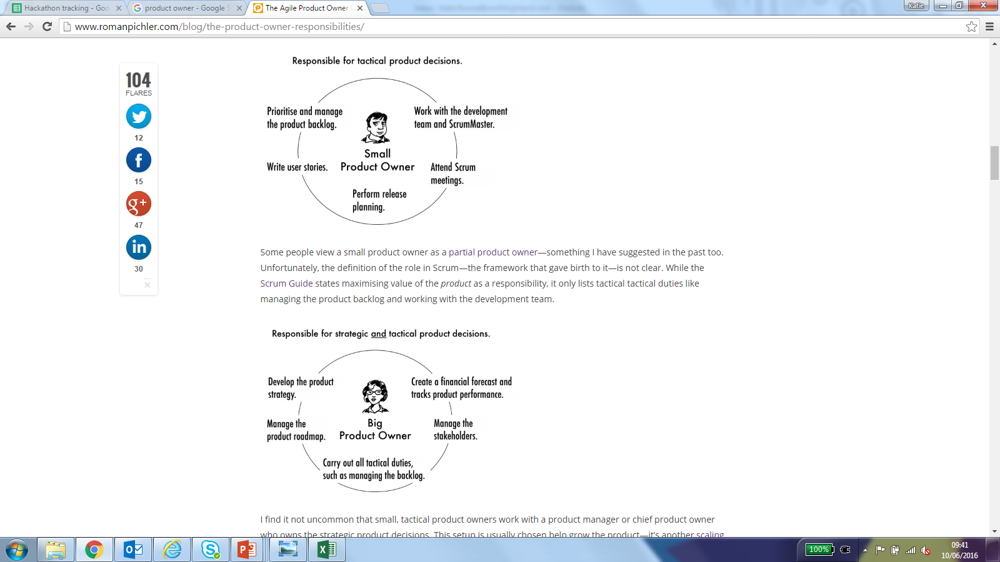 Hackathon tracking - Goo
product owner - Google S
The Agile Product Owner
Katie
www.romanpichler.com/blog/the-product-owner-responsibilities/
104
FLARES
12
f
15
g+
47
in
30
Responsible for tactical product decisions.
Prioritise and manage
the product backlog.
Work with the development
team and ScrumMaster.
Small
Product Owner
Write user stories.
Attend Scrum
meetings.
Perform release
planning.
Some people view a small product owner as a partial product owner—something I have suggested in the past too.
Unfortunately, the definition of the role in Scrum—the framework that gave birth to it—is not clear. While the
Scrum Guide states maximising value of the product as a responsibility, it only lists tactical tactical duties like
managing the product backlog and working with the development team.
Responsible for strategic and tactical product decisions.
Develop the product
strategy.
Create a financial forecast and
tracks product performance.
Manage the
product roadmap.
Big
Product Owner
Manage the
stakeholders.
Carry out all tactical duties,
such as managing the backlog.
I find it not uncommon that small, tactical product owners work with a product manager or chief product owner
who owns the strategic product decisions. This setup is usually chosen help grow the product—it's another scaling
100%
09:41
10/06/2016